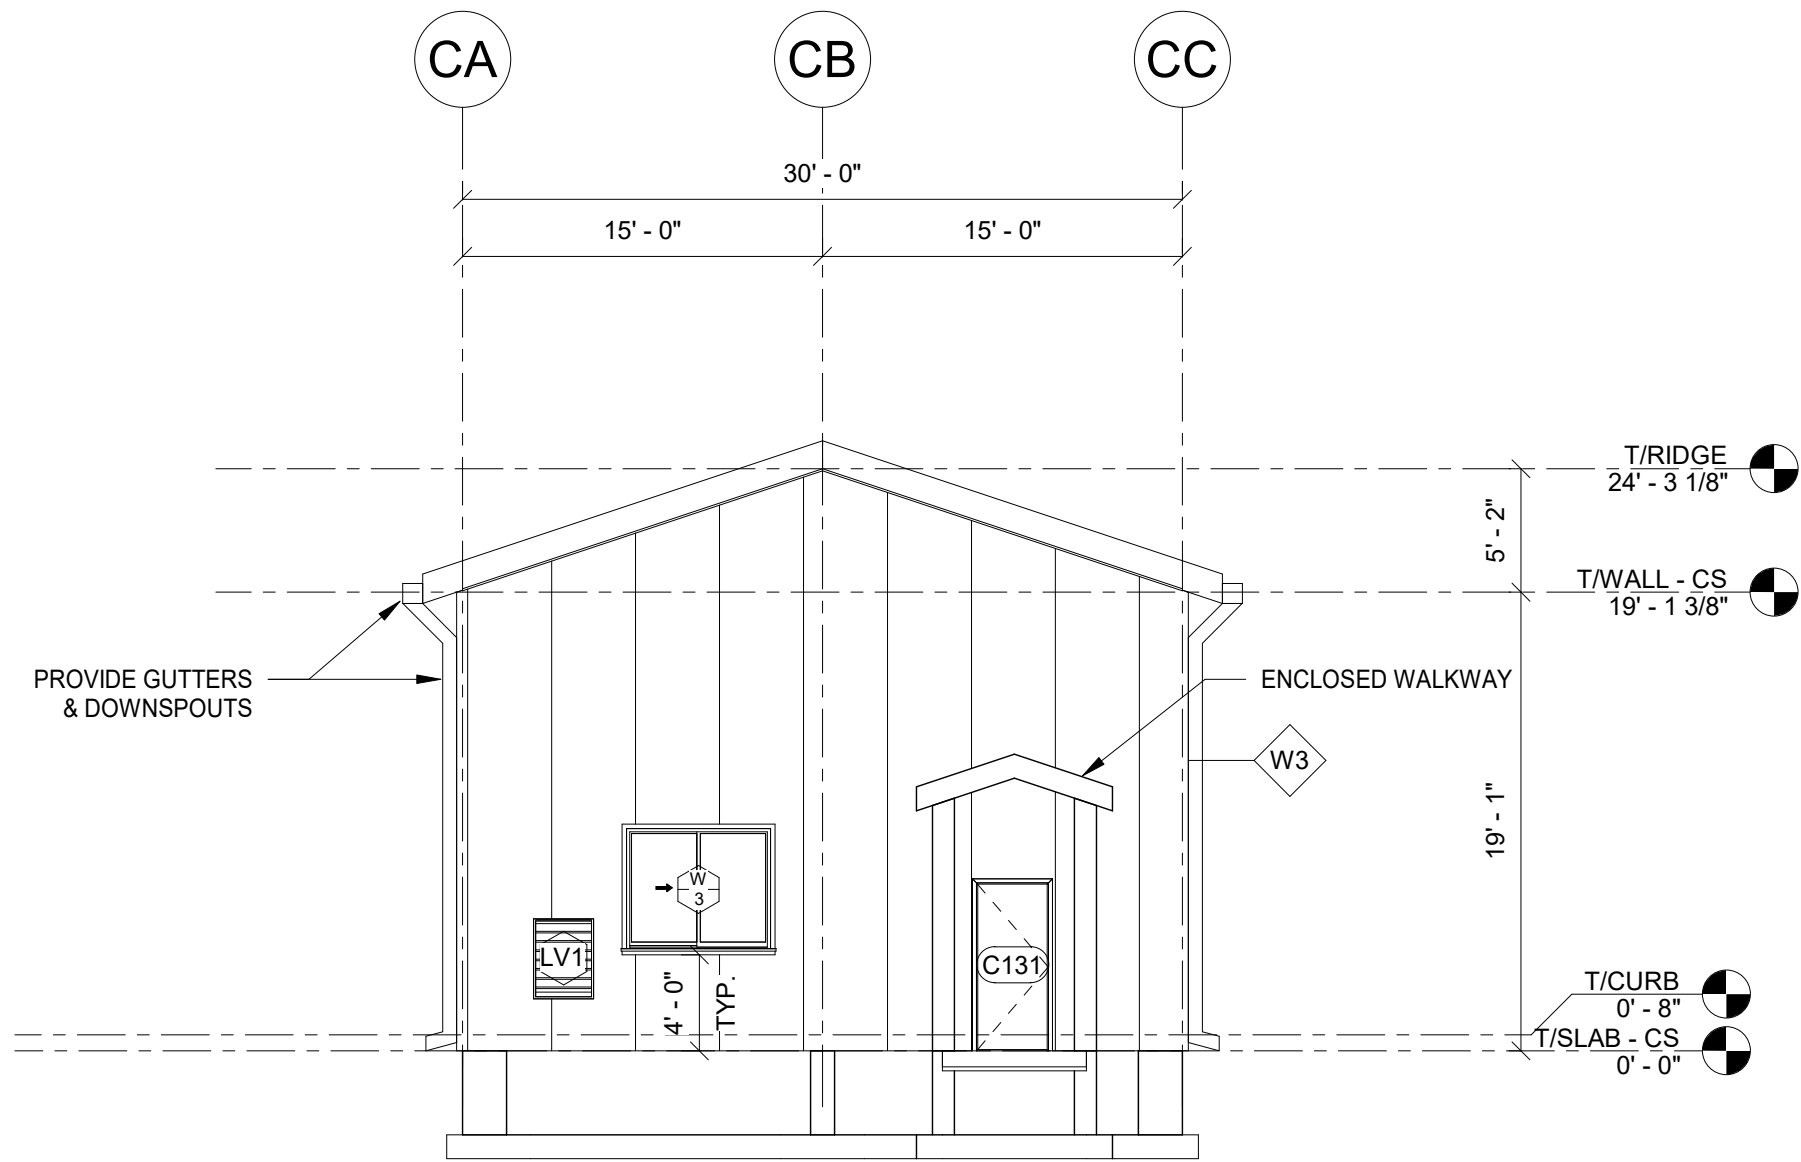 CA
CB
CC
30' - 0"
15' - 0"
15' - 0"
T/RIDGE
24' - 3 1/8"
5' - 2"
T/WALL - CS
19' - 1 3/8"
PROVIDE GUTTERS
& DOWNSPOUTS
ENCLOSED WALKWAY
W3
19' - 1"
W
3
LV1
C131
4' - 0"
TYP.
T/CURB
0' - 8"
T/SLAB - CS
0' - 0"